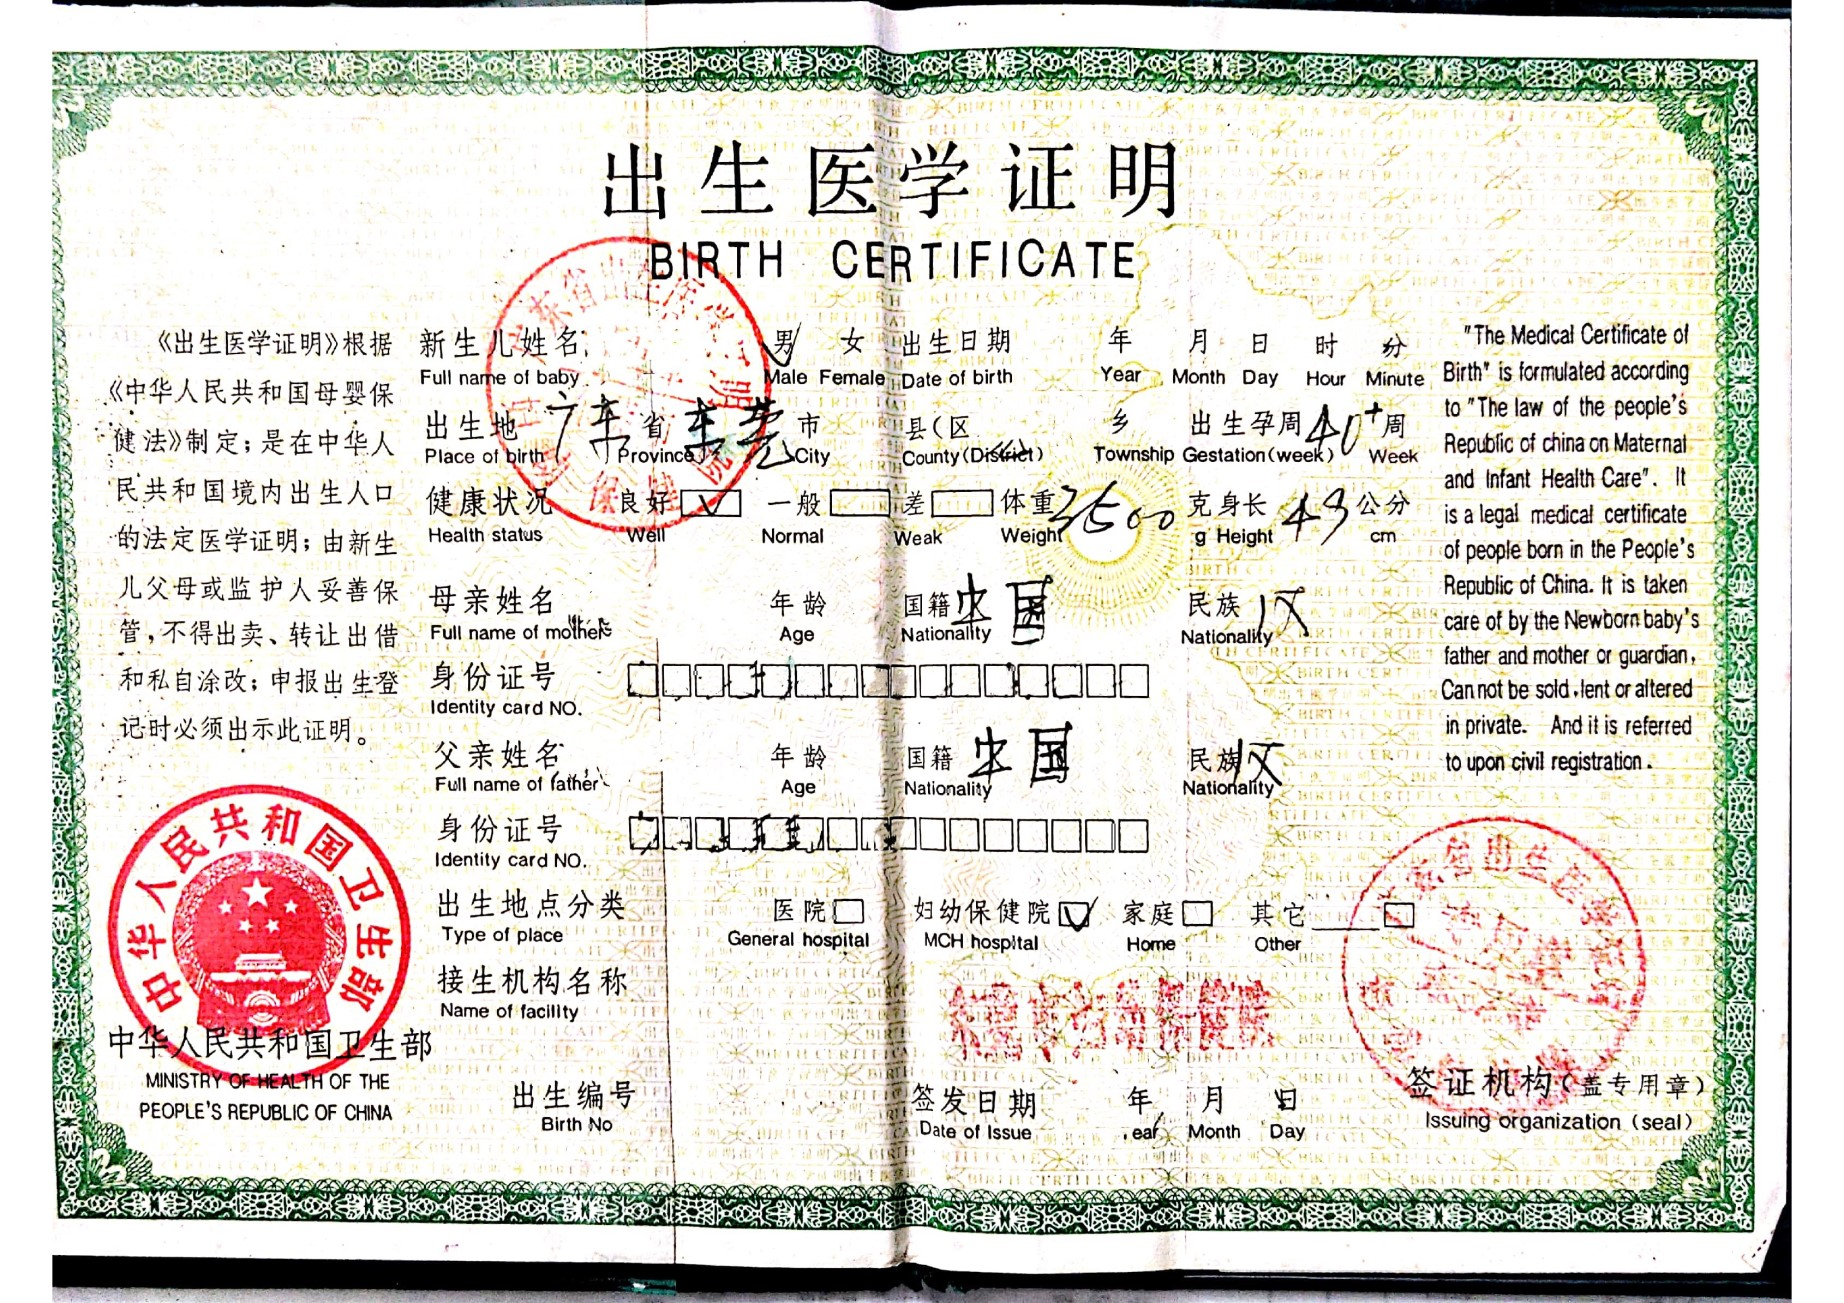 出生医学证明
BIRTH CERTIFICATE
《出生医学证明》根据
《中华人民共和国母婴保
健法》制定；是在中华人
民共和国境内出生人口
的法定医学证明；由新生
儿父母或监护人妥善保
管，不得出卖、转让出借
和私自涂改；申报出生登
记时必须出示此证明。
中华人民共和国卫生部
中华人民共和国卫生部
MINISTRY OF HEALTH OF THE
PEOPLE'S REPUBLIC OF CHINA
新生儿姓名 男 女 出生日期 年 月 日 时 分
Full name of baby Male Female Date of birth Year Month Day Hour Minute
出生地 广东 省 东莞 市 县(区 乡 出生孕周 40+ 周
Place of birth Province City County(District) Township Gestation(week) Week
健康状况 良好 一般 差 体重 3500 克 身长 49 公分
Health status Well Normal Weak Weight g Height cm
母亲姓名 年龄 国籍 中国 民族 汉
Full name of mother Age Nationality Nationality
身份证号
Identity card NO.
父亲姓名 年龄 国籍 中国 民族 汉
Full name of father Age Nationality Nationality
身份证号
Identity card NO.
出生地点分类 医院 妇幼保健院 家庭 其它
Type of place General hospital MCH hospital Home Other
接生机构名称
Name of facility
出生编号 签发日期 年 月 日 签证机构(盖专用章)
Birth No Date of Issue Month Day Issuing organization (seal)
"The Medical Certificate of
Birth" is formulated according
to "The law of the people's
Republic of china on Maternal
and Infant Health Care". It
is a legal medical certificate
of people born in the People's
Republic of China. It is taken
care of by the Newborn baby's
father and mother or guardian,
Can not be sold .lent or altered
in private. And it is referred
to upon civil registration.